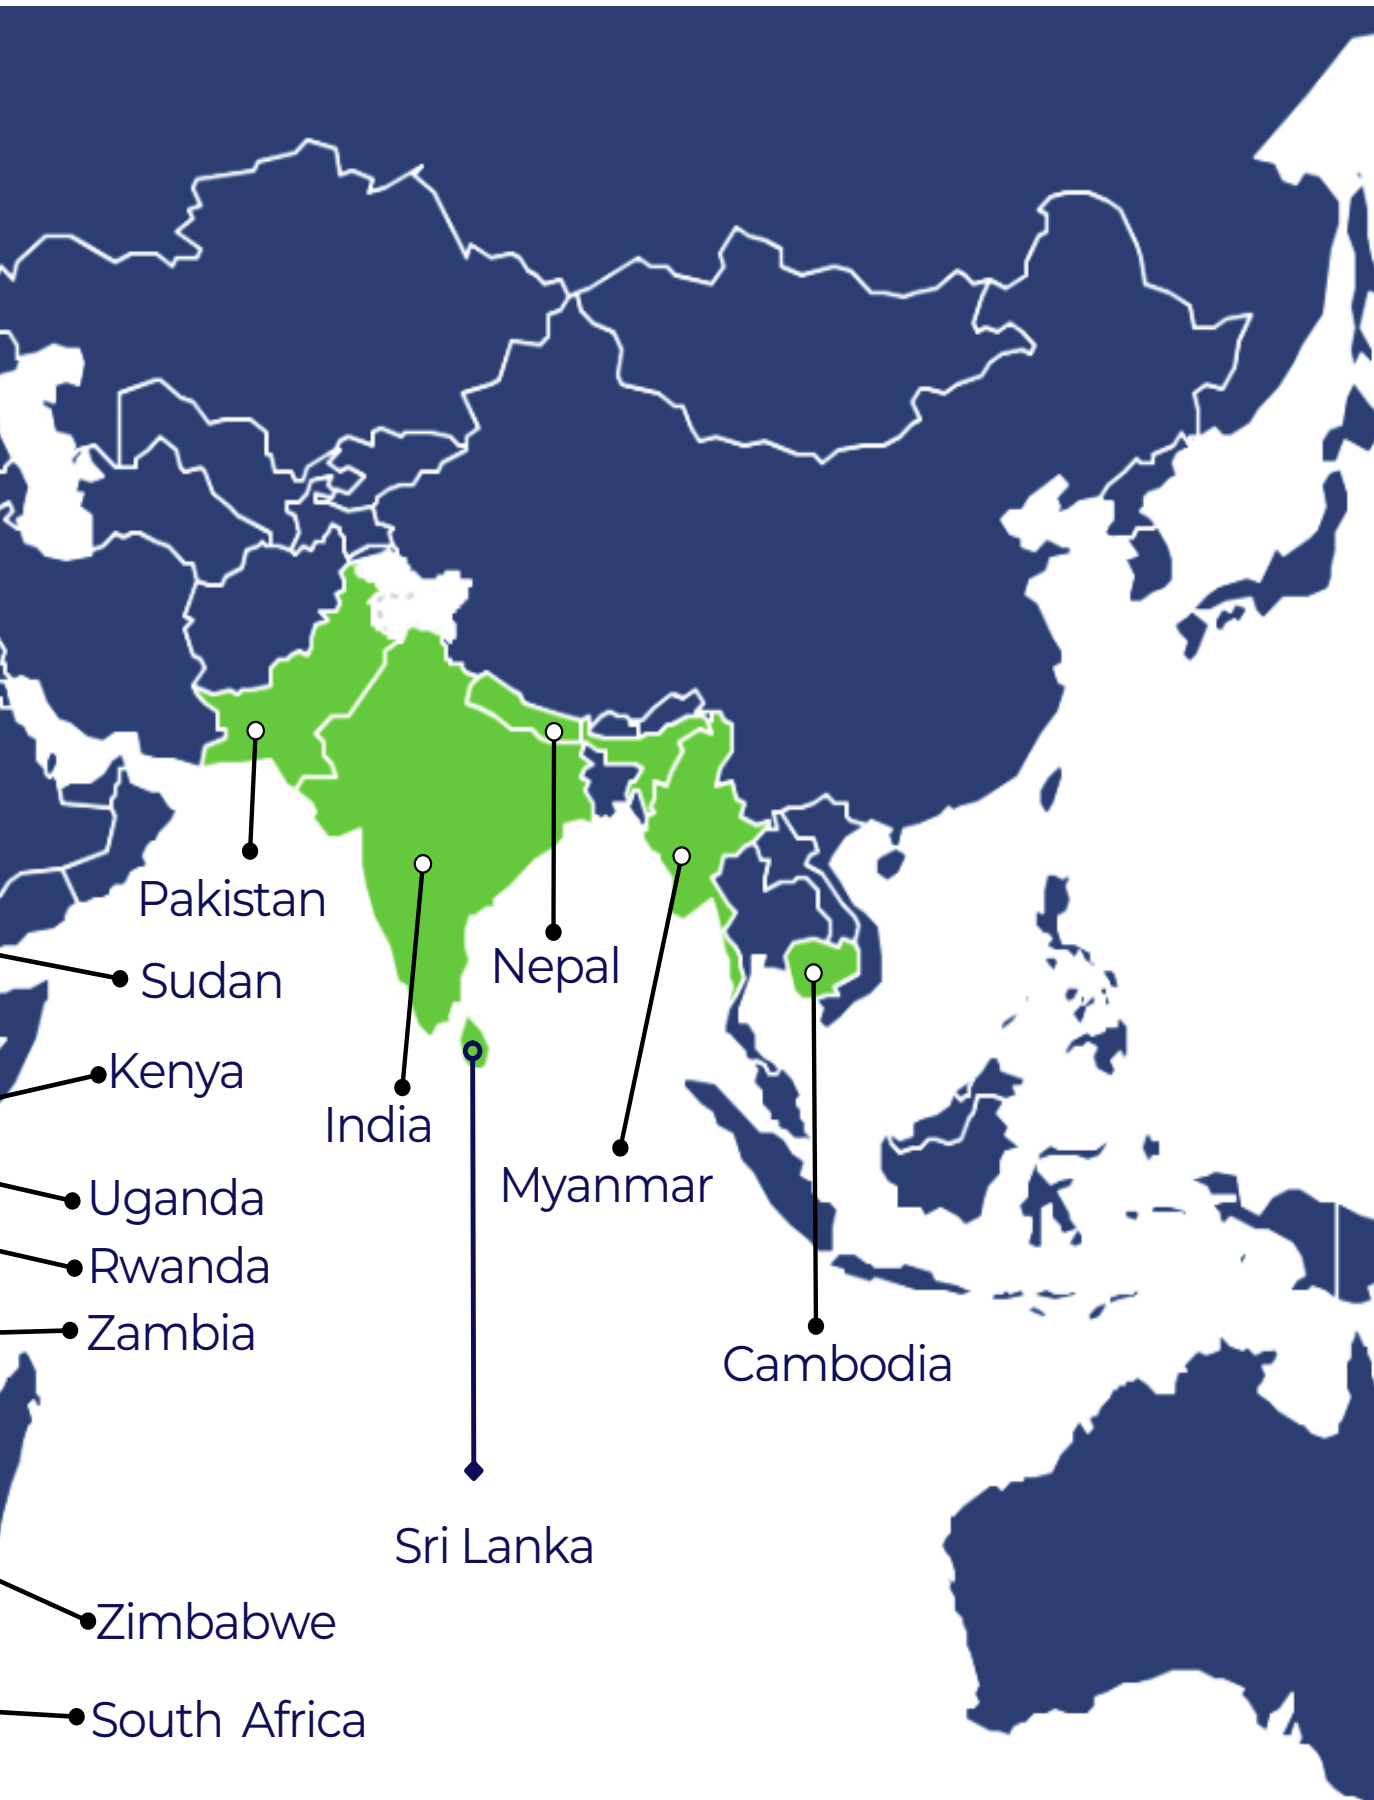 Pakistan
Sudan
Nepal
Kenya
India
Myanmar
Uganda
Rwanda
Zambia
Cambodia
Sri Lanka
Zimbabwe
South Africa